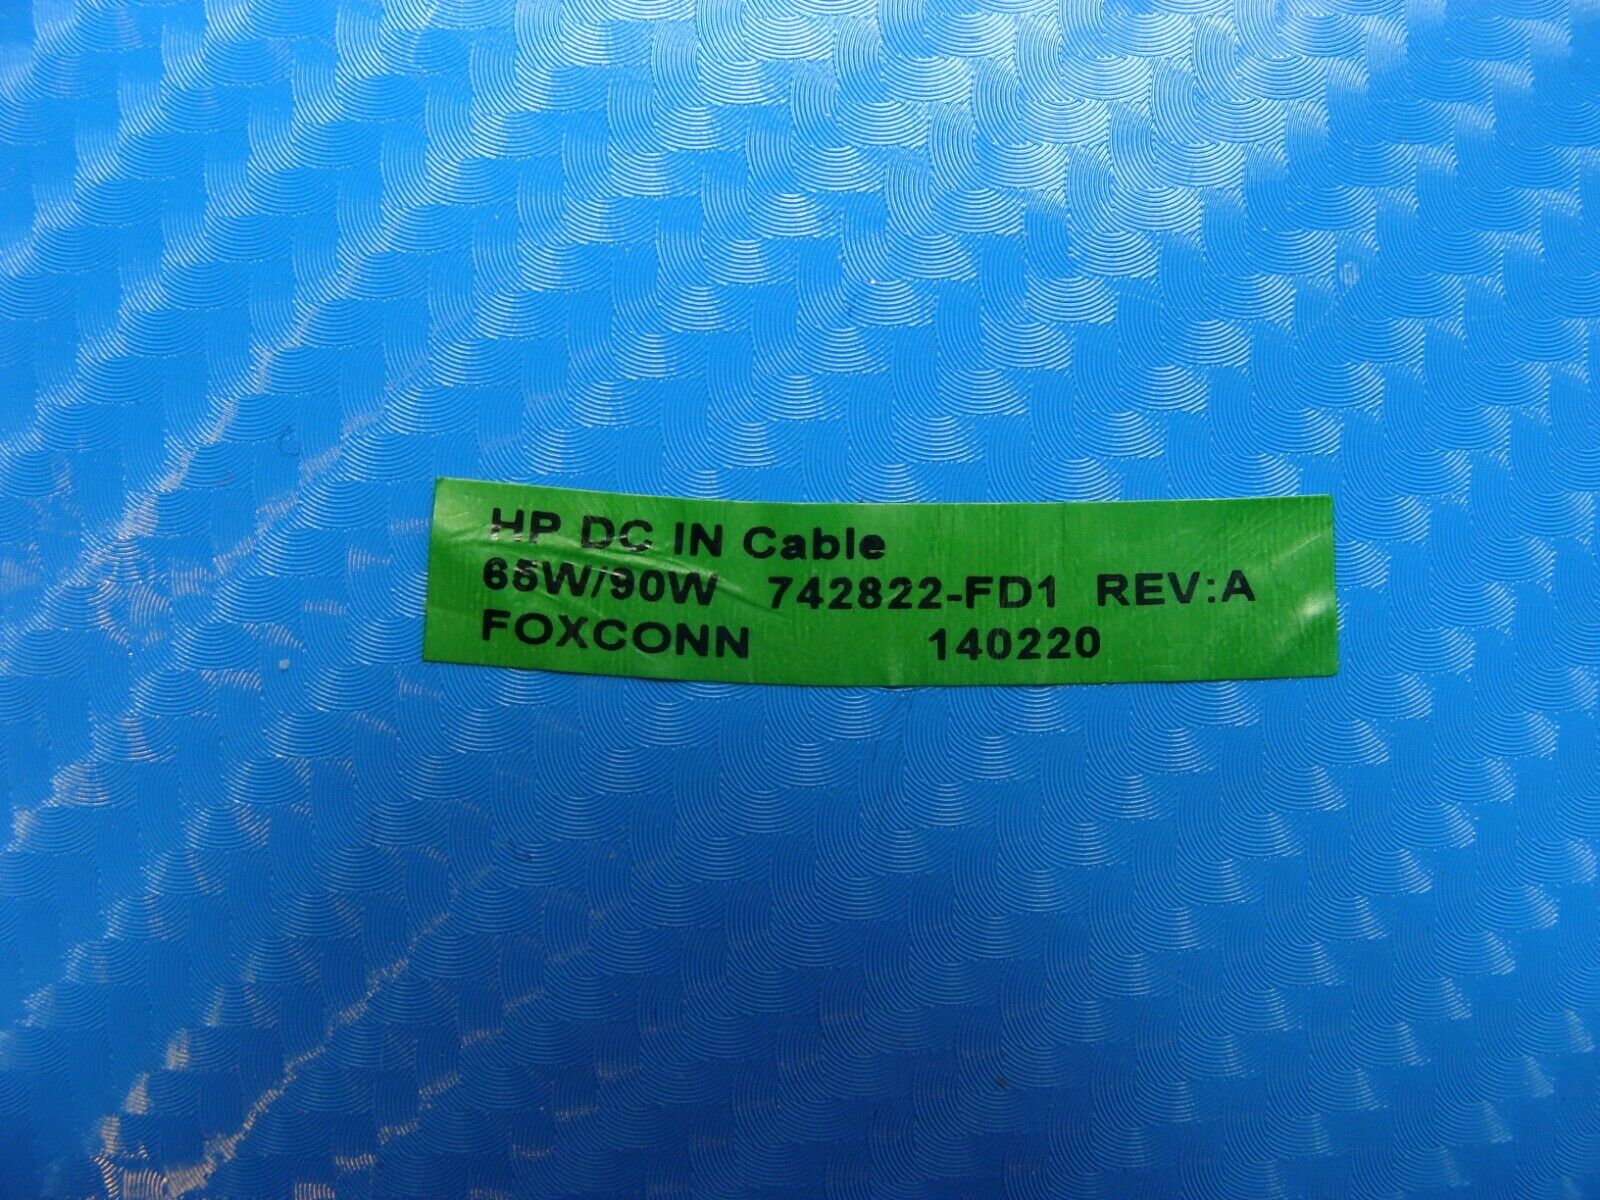 HP DC IN Cable
65W/90W 742822-FD1 REV:A
FOXCONN 140220